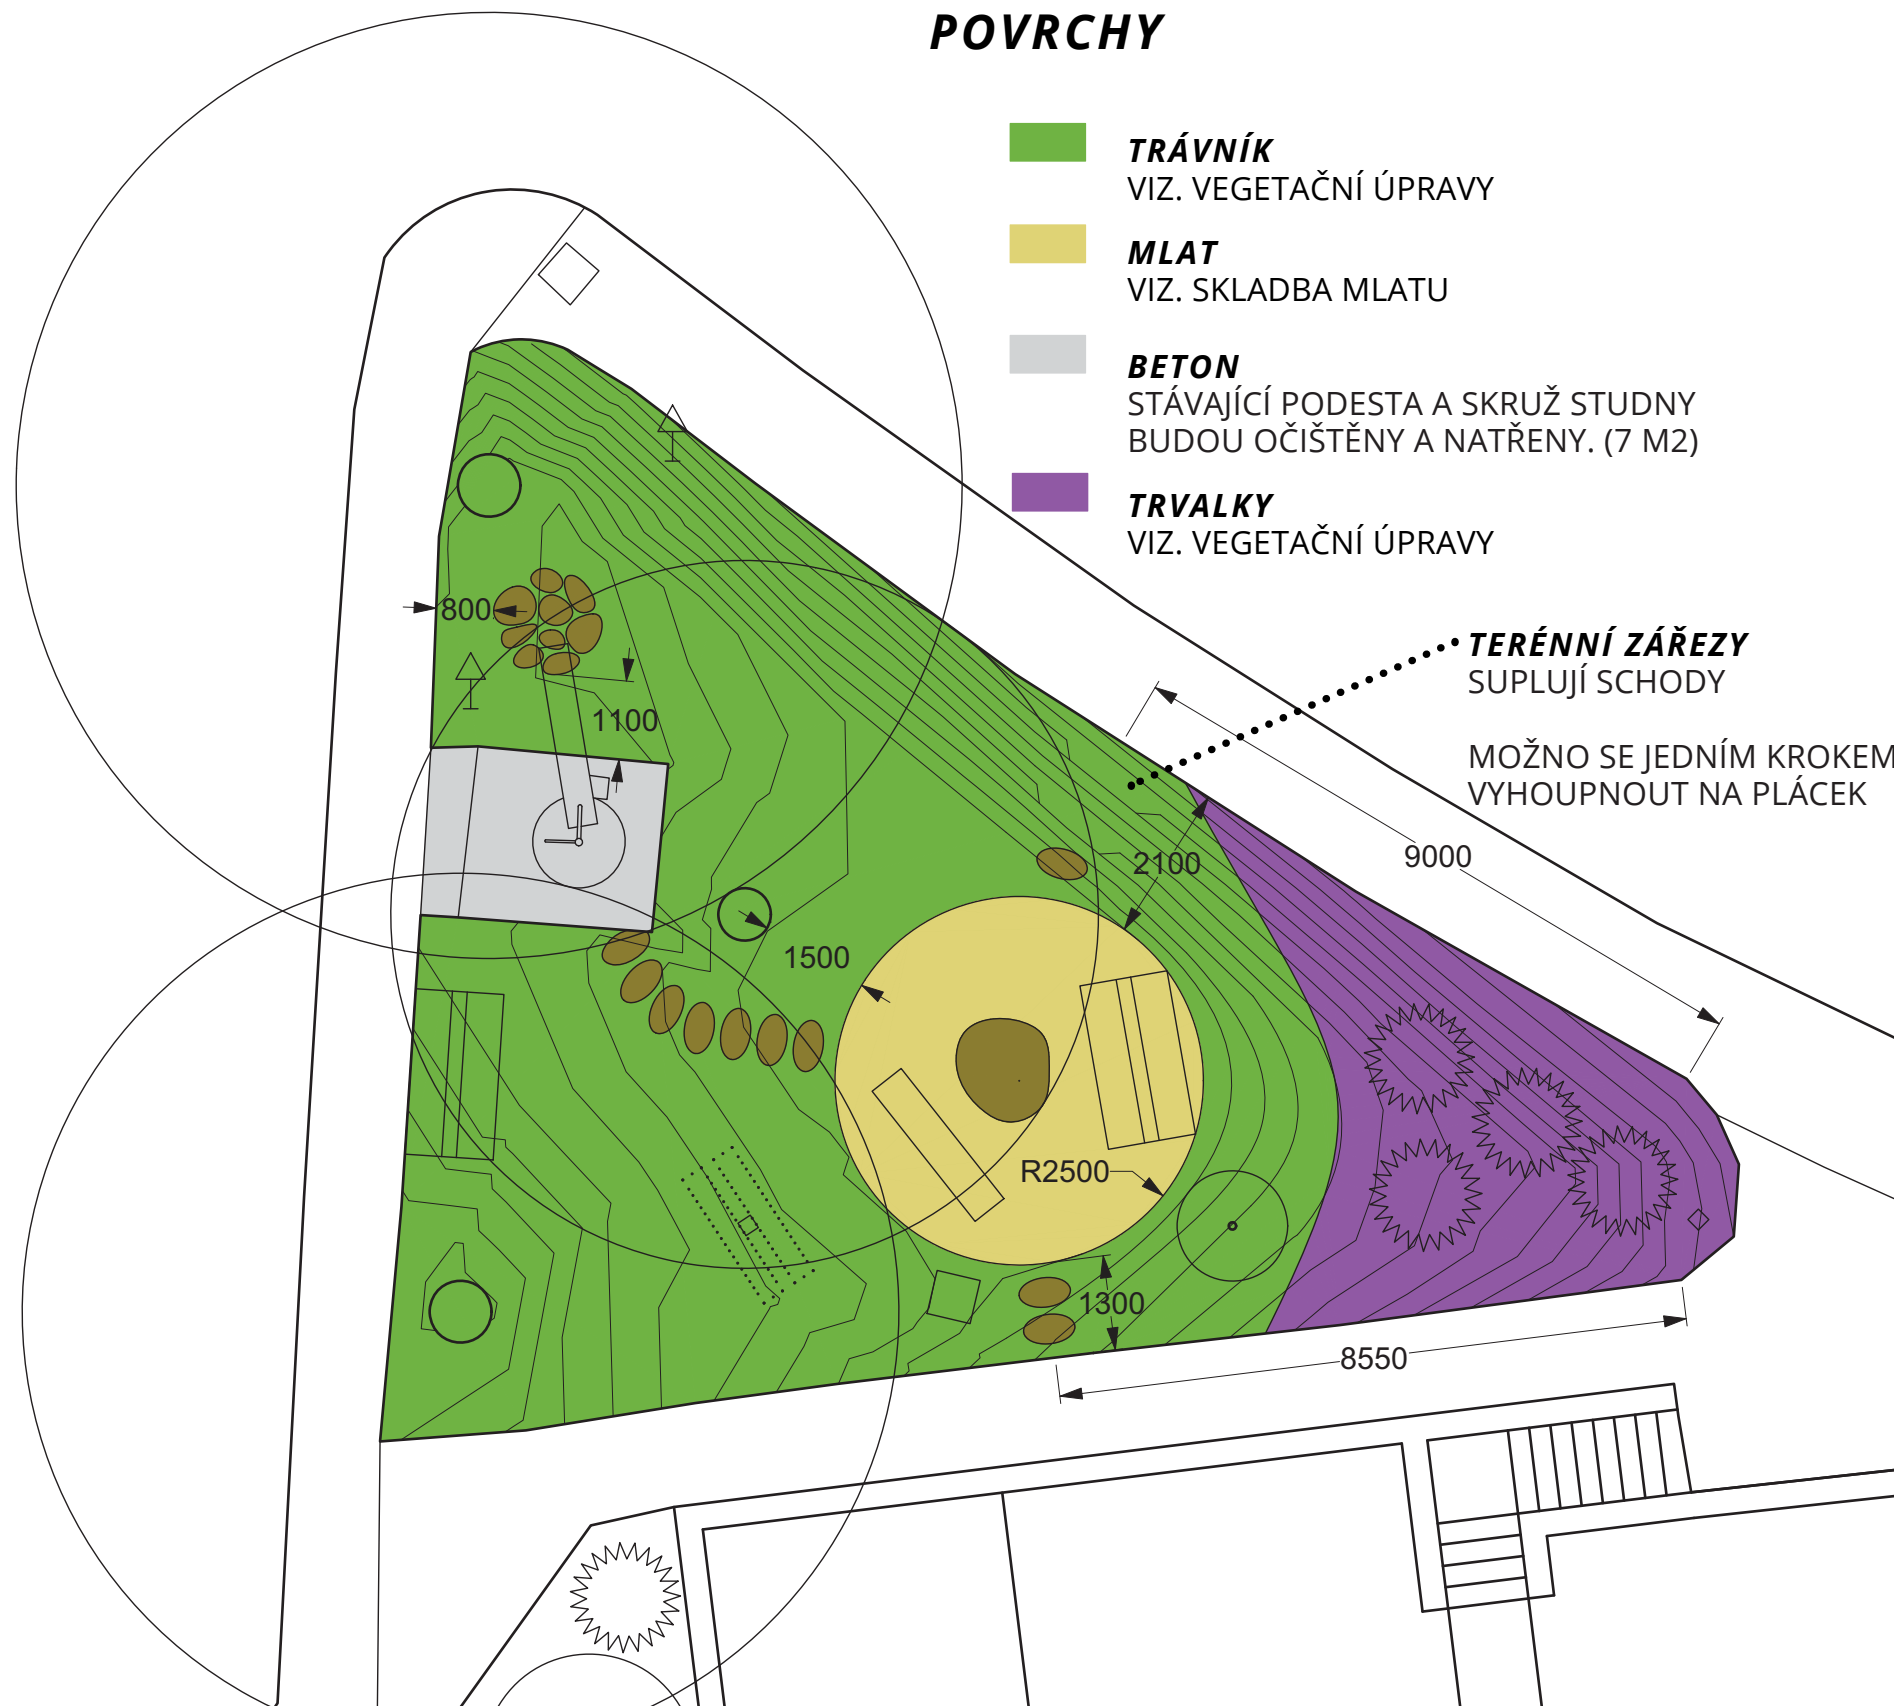 POVRCHY
TRÁVNÍK
VIZ. VEGETAČNÍ ÚPRAVY
MLAT
VIZ. SKLADBA MLATU
BETON
STÁVAJÍCÍ PODESTA A SKRUŽ STUDNY
BUDOU OČIŠTĚNY A NATŘENY. (7 M2)
TRVALKY
VIZ. VEGETAČNÍ ÚPRAVY
800
TERÉNNÍ ZÁŘEZY
SUPLUJÍ SCHODY
1100
MOŽNO SE JEDNÍM KROKEM
VYHOUPNOUT NA PLÁCEK
2100
9000
1500
R2500
1300
8550